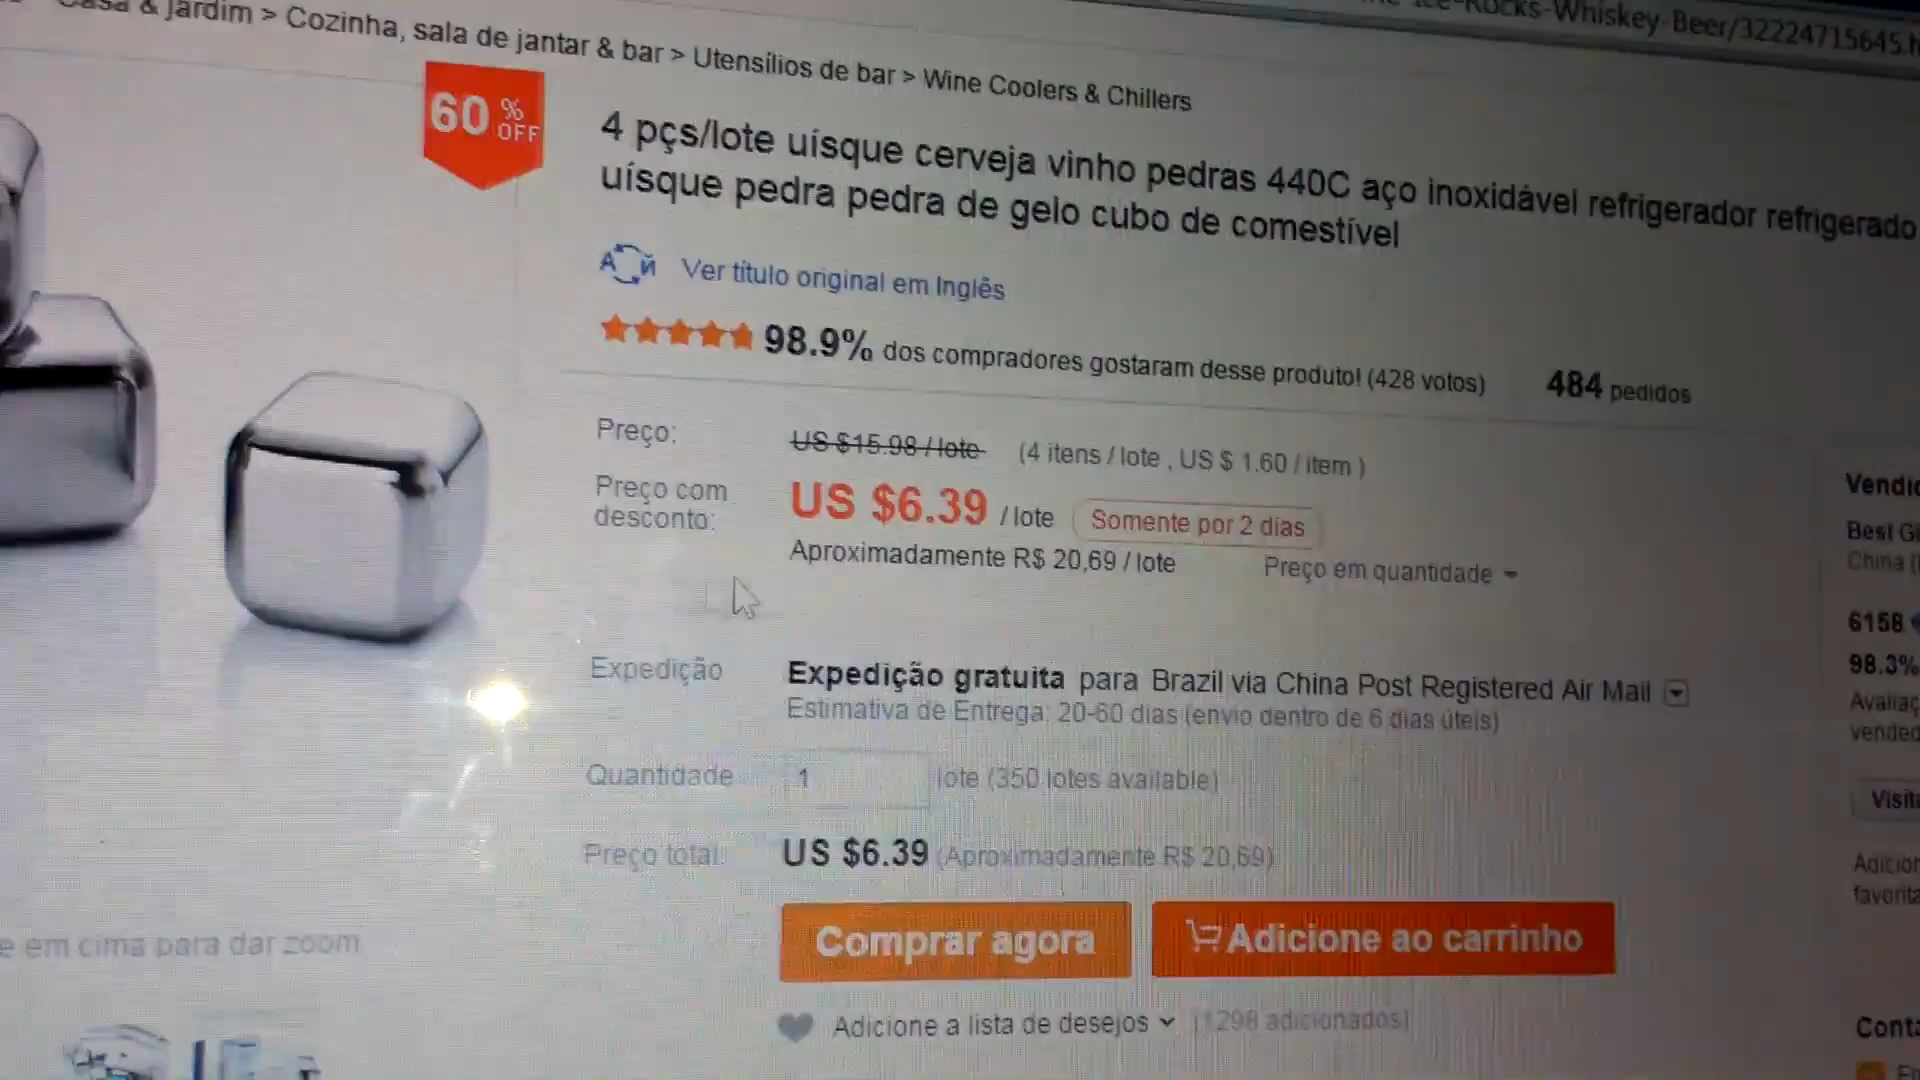 & Jardim > Cozinha, sala de jantar & bar > Utensílios de bar > Wine Coolers & Chillers
-Whiskey-Beer/32224715645.h
60% OFF
4 pçs/lote uísque cerveja vinho pedras 440C aço inoxidável refrigerador refrigerado
uísque pedra pedra de gelo cubo de comestível
Ver título original em Inglês
98.9% dos compradores gostaram desse produto! (428 votos) 484 pedidos
Preço: US $15.98 / lote (4 itens / lote , US $ 1.60 / item )
Preço com desconto: US $6.39 / lote Somente por 2 dias
Aproximadamente R$ 20,69 / lote Preço em quantidade
Expedição Expedição gratuita para Brazil via China Post Registered Air Mail
Estimativa de Entrega: 20-60 dias (envio dentro de 6 dias úteis)
Quantidade 1 lote (350 lotes available)
Preço total: US $6.39 (Aproximadamente R$ 20,69)
Comprar agora Adicione ao carrinho
Adicione a lista de desejos (1298 adicionados)
e em cima para dar zoom
Best
China
6158
98.3%